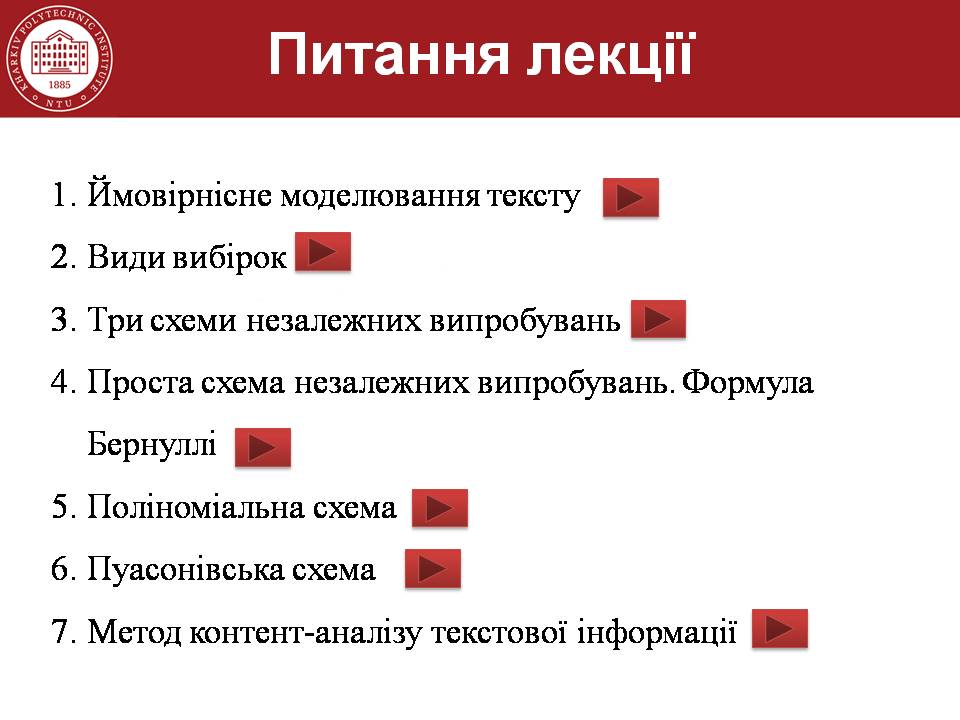 KHARKIV POLYTECHNIC INSTITUTE
1885
NTU
Питання лекції
1. Ймовірнісне моделювання тексту
2. Види вибірок
3. Три схеми незалежних випробувань
4. Проста схема незалежних випробувань. Формула
Бернуллі
5. Поліноміальна схема
6. Пуасонівська схема
7. Метод контент-аналізу текстової інформації